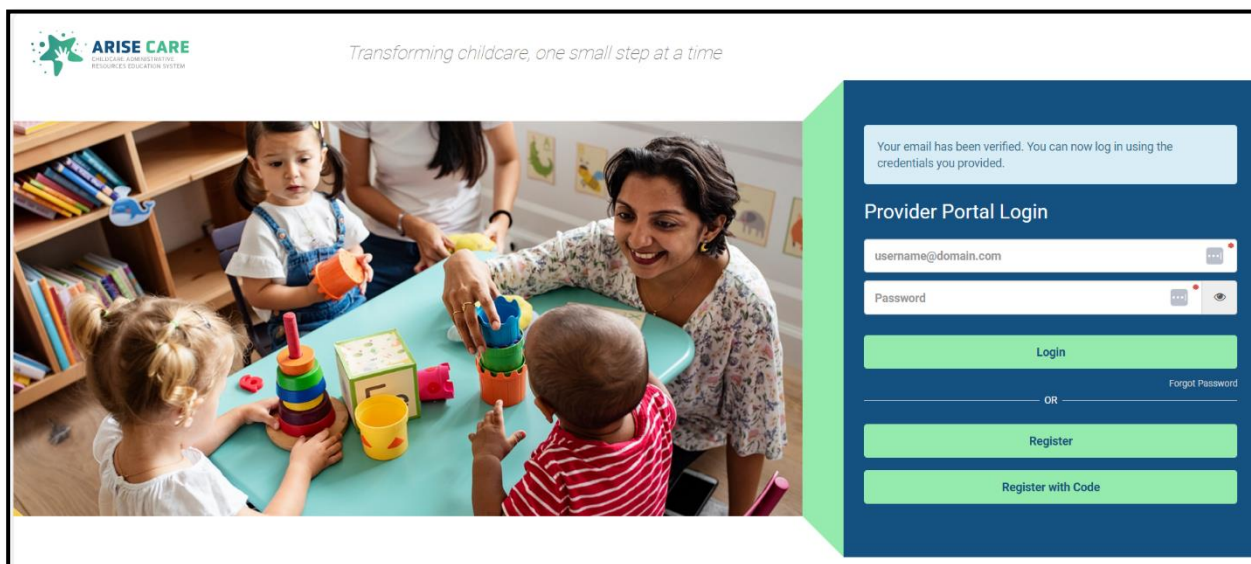 ARISE CARE
CHILDCARE ADMINISTRATIVE
RESOURCES EDUCATION SYSTEM
Transforming childcare, one small step at a time
Your email has been verified. You can now log in using the
credentials you provided.
Provider Portal Login
username@domain.com
Password
Login
Forgot Password
OR
Register
Register with Code